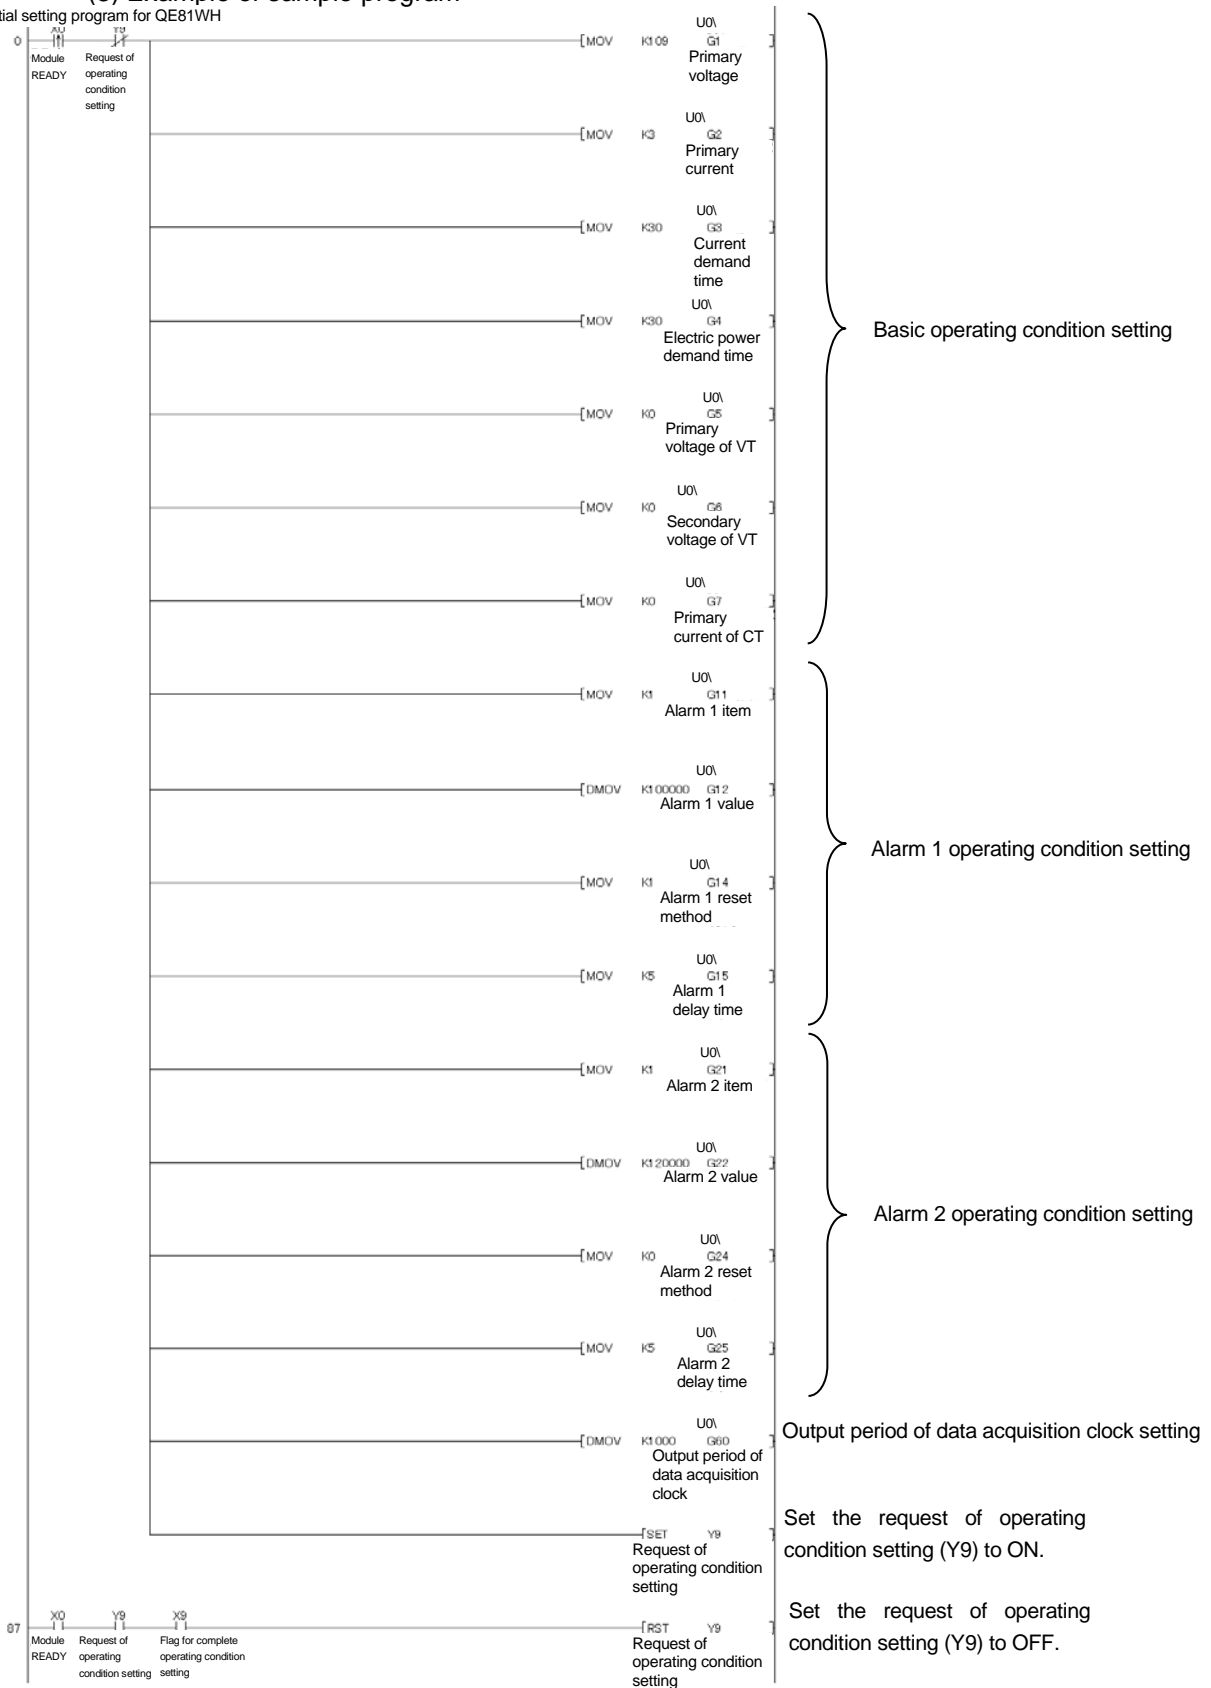 (3) Example of sample program
tial setting program for QE81WH
0
X0
Y9
Module
READY
Request of
operating
condition
setting
[MOV K109 U0\
G1 ]
Primary
voltage
[MOV K3 U0\
G2 ]
Primary
current
[MOV K30 U0\
G3 ]
Current
demand
time
[MOV K30 U0\
G4 ]
Electric power
demand time
[MOV K0 U0\
G5 ]
Primary
voltage of VT
[MOV K0 U0\
G6 ]
Secondary
voltage of VT
[MOV K0 U0\
G7 ]
Primary
current of CT
Basic operating condition setting
[MOV K1 U0\
G11 ]
Alarm 1 item
[DMOV K100000 U0\
G12 ]
Alarm 1 value
[MOV K1 U0\
G14 ]
Alarm 1 reset
method
[MOV K5 U0\
G15 ]
Alarm 1
delay time
Alarm 1 operating condition setting
[MOV K1 U0\
G21 ]
Alarm 2 item
[DMOV K120000 U0\
G22 ]
Alarm 2 value
[MOV K0 U0\
G24 ]
Alarm 2 reset
method
[MOV K5 U0\
G25 ]
Alarm 2
delay time
Alarm 2 operating condition setting
[DMOV K1000 U0\
G60 ]
Output period of
data acquisition
clock
Output period of data acquisition clock setting
[SET Y9 ]
Request of
operating condition
setting
Set the request of operating
condition setting (Y9) to ON.
87
X0
Y9
X9
Module
READY
Request of
operating
condition setting
Flag for complete
operating condition
setting
[RST Y9 ]
Request of
operating condition
setting
Set the request of operating
condition setting (Y9) to OFF.